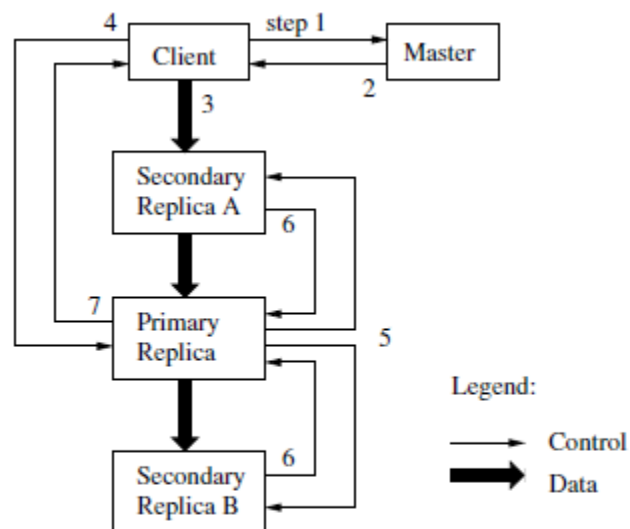 4
step 1
Client
Master
2
3
Secondary
Replica A
6
7
Primary
Replica
5
Legend:
6
Control
Secondary
Replica B
Data